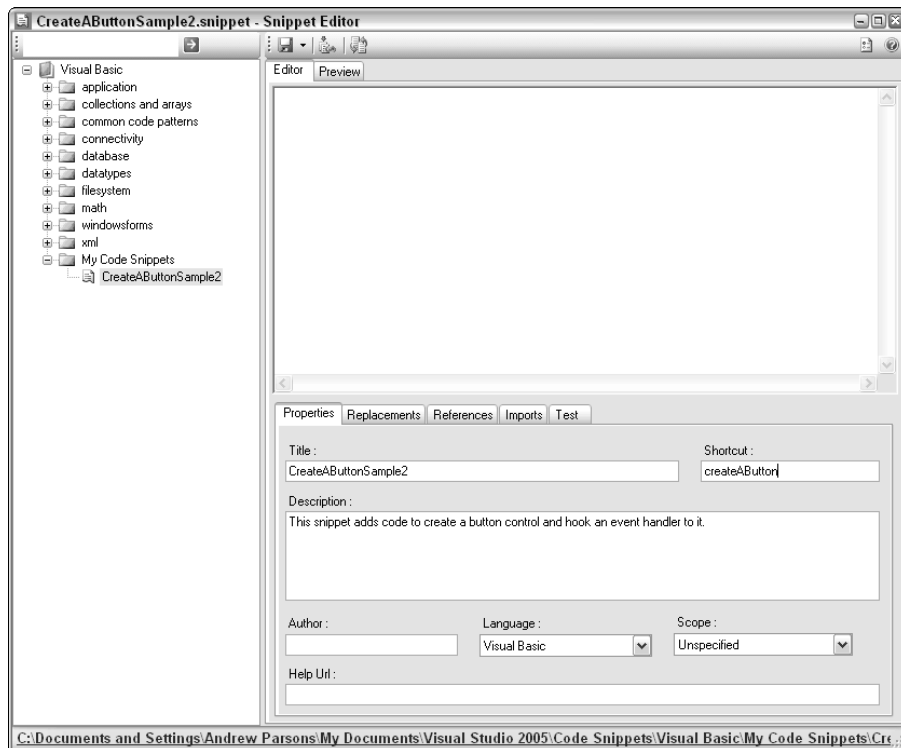 CreateAButtonSample2.snippet - Snippet Editor
Visual Basic
application
collections and arrays
common code patterns
connectivity
database
datatypes
filesystem
math
windowsforms
xml
My Code Snippets
CreateAButtonSample2
Editor Preview
Properties Replacements References Imports Test
Title : Shortcut :
CreateAButtonSample2 createAButton
Description :
This snippet adds code to create a button control and hook an event handler to it.
Author : Language : Scope :
Visual Basic Unspecified
Help Url :
C:\Documents and Settings\Andrew Parsons\My Documents\Visual Studio 2005\Code Snippets\Visual Basic\My Code Snippets\Cre